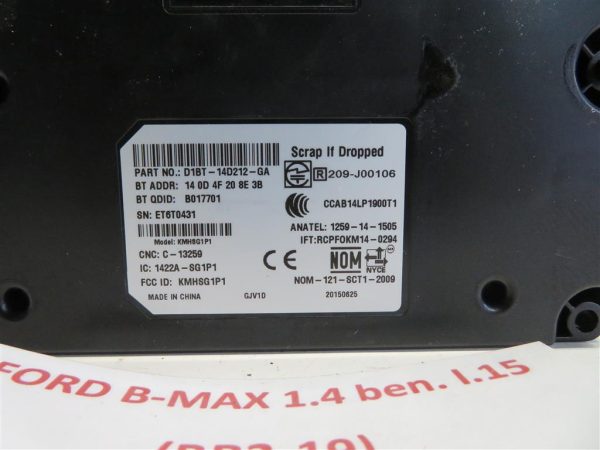 Scrap If Dropped
PART NO.: D1BT-14D212-GA
BT ADDR: 14 0D 4F 20 8E 3B
BT QDID: B017701
SN: ET6T0431
Model: KMHSG1P1
CNC: C-13259
IC: 1422A-SG1P1
FCC ID: KMHSG1P1
MADE IN CHINA
GJV10
R 209-J00106
CCC
CCAB14LP1900T1
ANATEL: 1259-14-1505
IFT:RCPFOKM14-0294
CE
NOM
NYCE
NOM-121-SCT1-2009
20150625
FORD B-MAX 1.4 ben. I.15